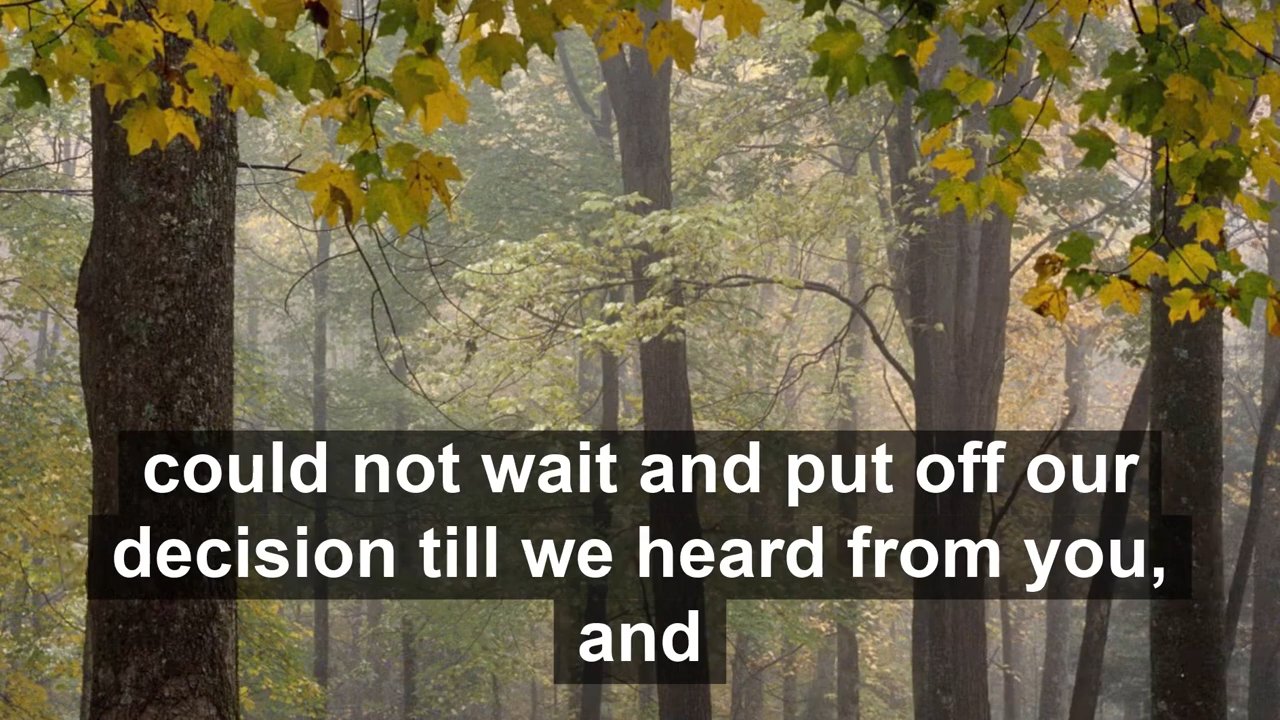 could not wait and put off our
decision till we heard from you,
and